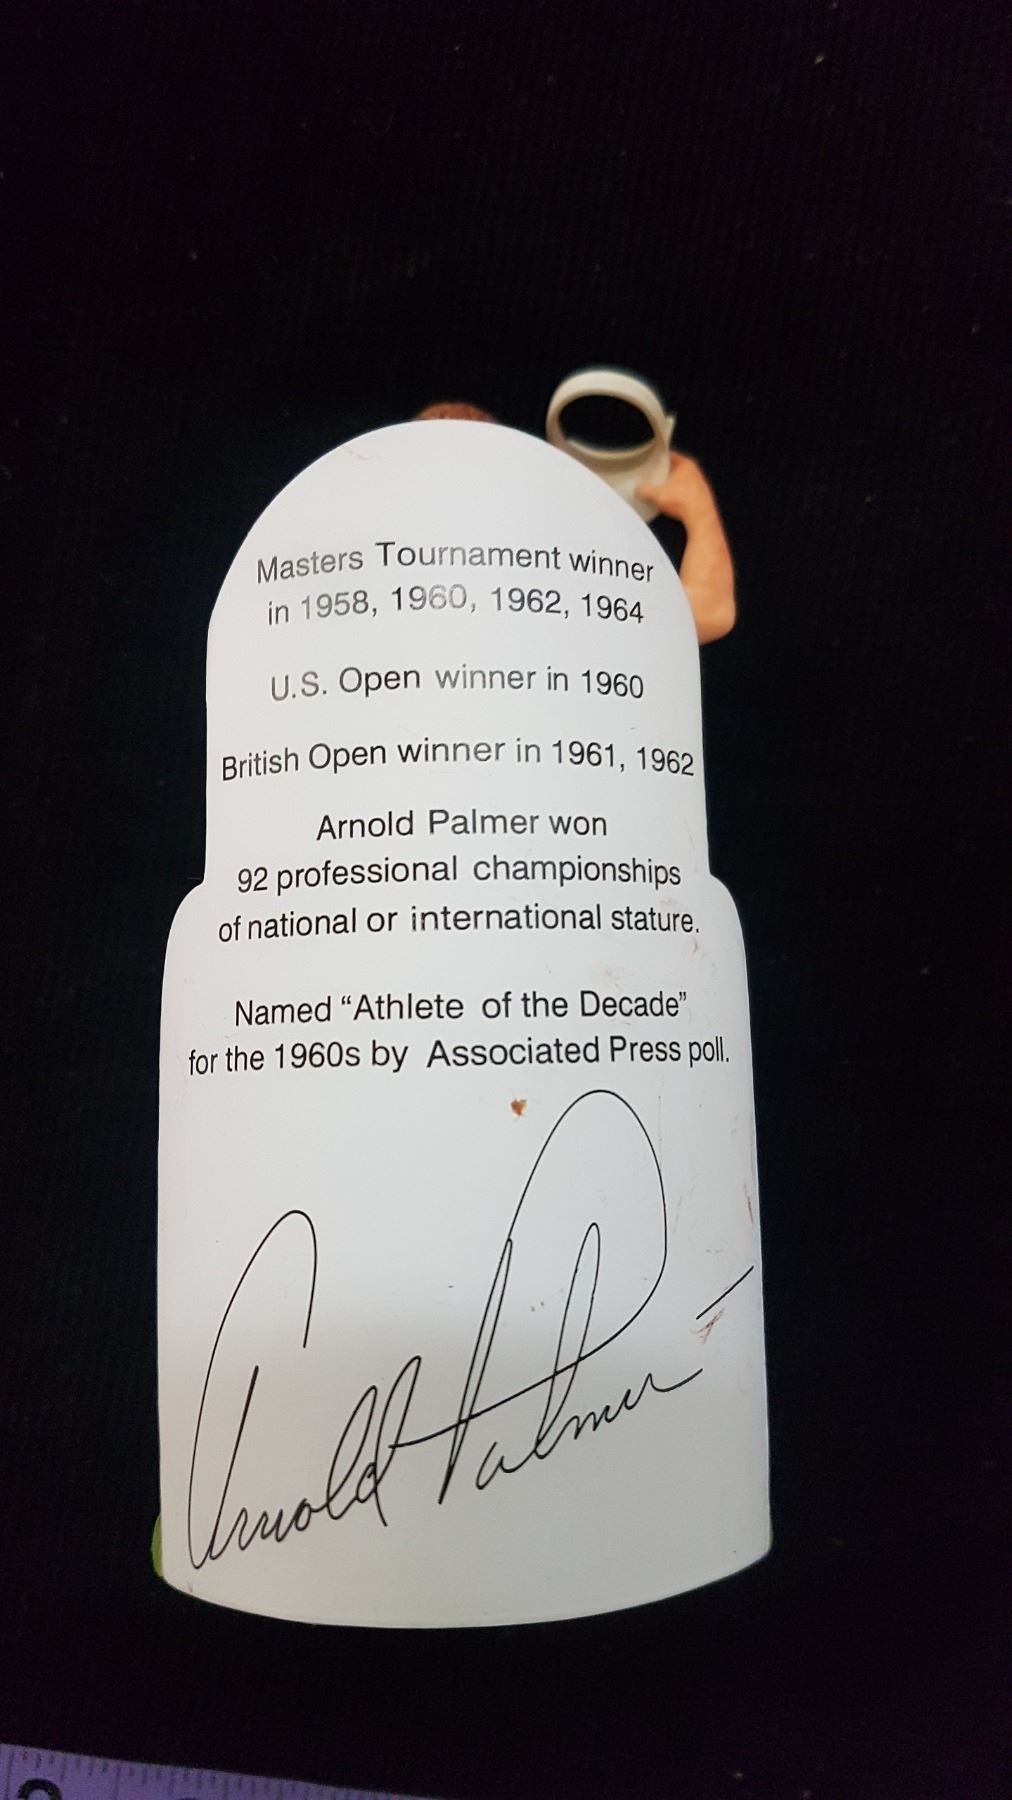 Masters Tournament winner
in 1958, 1960, 1962, 1964
U.S. Open winner in 1960
British Open winner in 1961, 1962
Arnold Palmer won
92 professional championships
of national or international stature.
Named “Athlete of the Decade”
for the 1960s by Associated Press poll.
Arnold Palmer